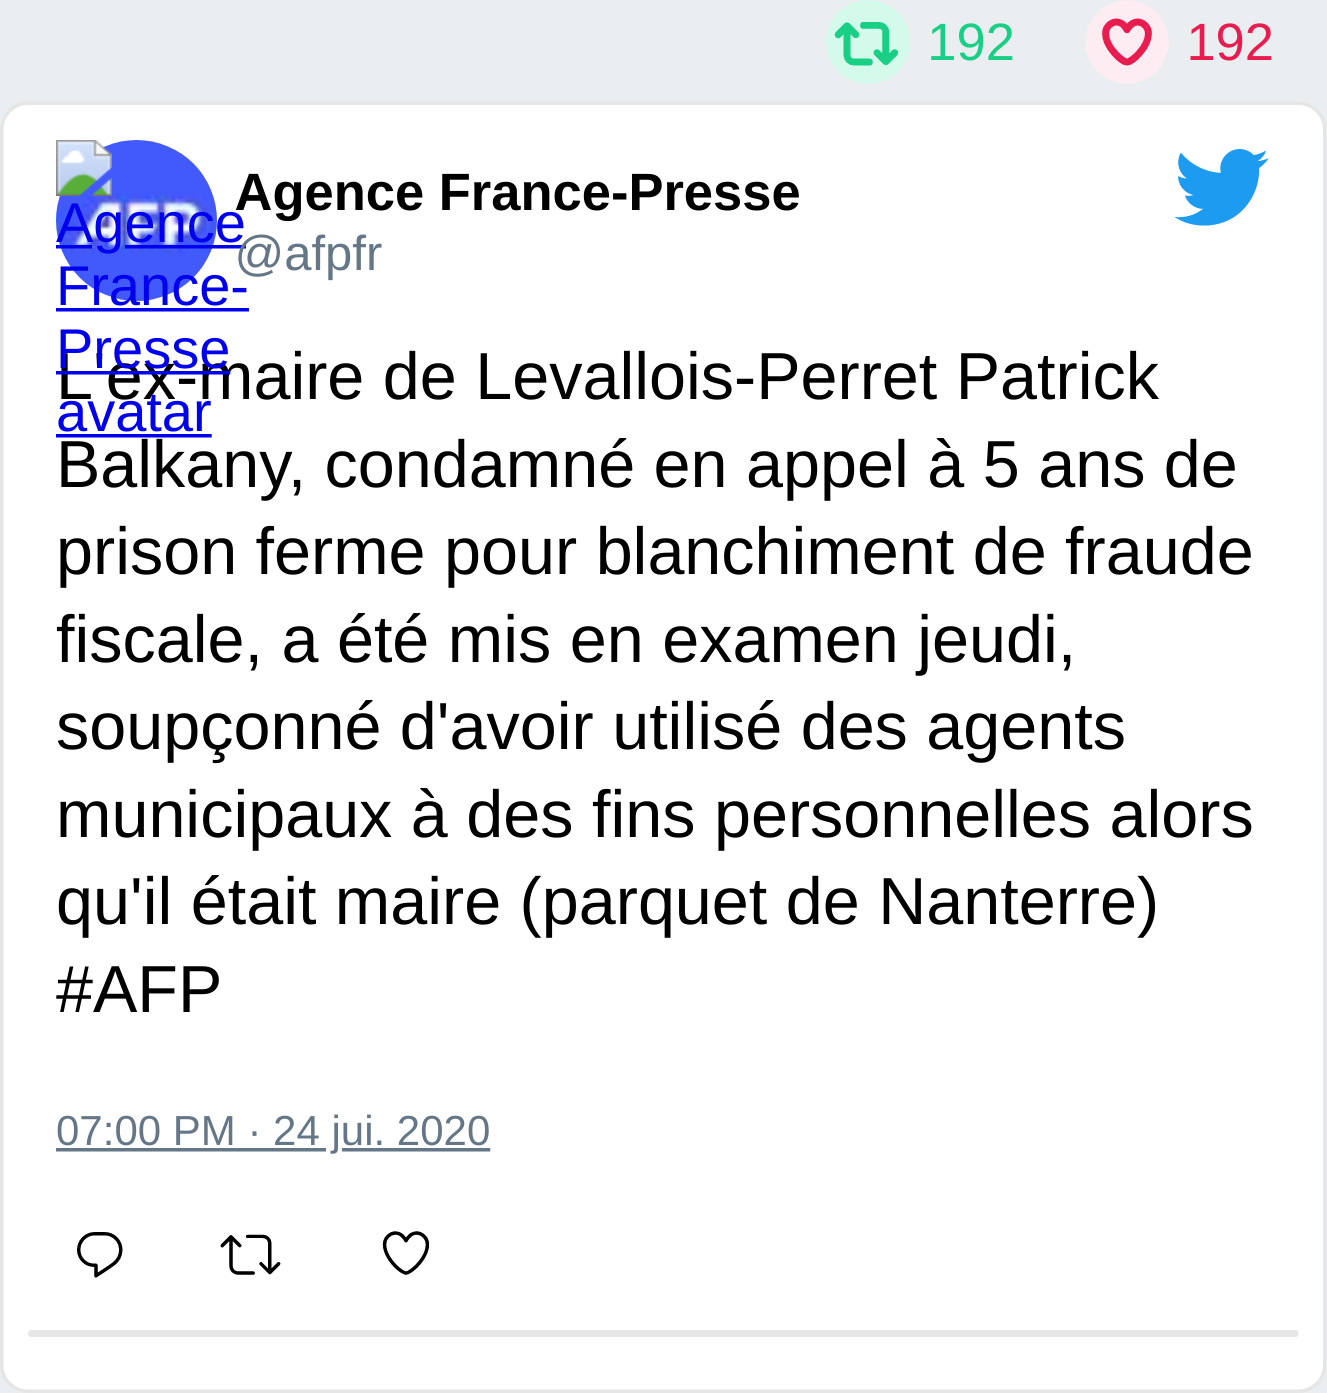 192 192
Agence France-Presse
@afpfr
Agence
France-
Presse
avatar
AFP
L'ex-maire de Levallois-Perret Patrick
Balkany, condamné en appel à 5 ans de
prison ferme pour blanchiment de fraude
fiscale, a été mis en examen jeudi,
soupçonné d'avoir utilisé des agents
municipaux à des fins personnelles alors
qu'il était maire (parquet de Nanterre)
#AFP
07:00 PM · 24 jui. 2020